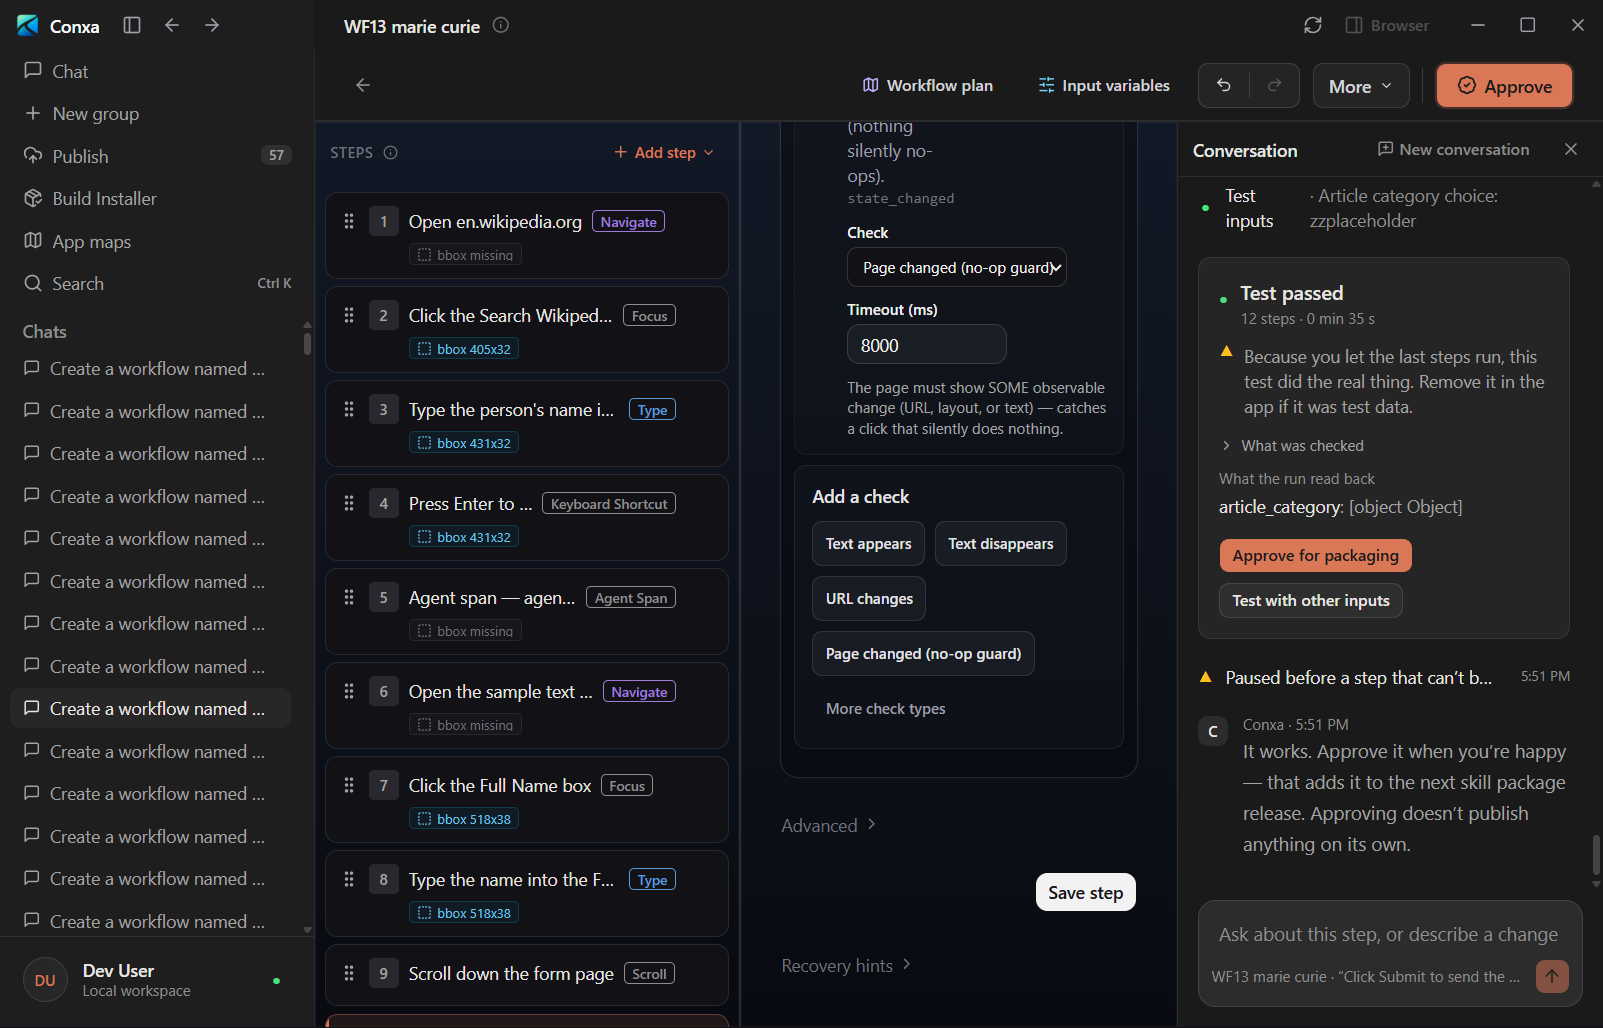 Conxa
WF13 marie curie
Browser
Chat
New group
Publish
57
Build Installer
App maps
Search
Ctrl K
Chats
Create a workflow named ...
Create a workflow named ...
Create a workflow named ...
Create a workflow named ...
Create a workflow named ...
Create a workflow named ...
Create a workflow named ...
Create a workflow named ...
Create a workflow named ...
Create a workflow named ...
Create a workflow named ...
Create a workflow named ...
Create a workflow named ...
Create a workflow named ...
DU
Dev User
Local workspace
Workflow plan
Input variables
More
Approve
STEPS
Add step
1
Open en.wikipedia.org
Navigate
bbox missing
2
Click the Search Wikiped...
Focus
bbox 405x32
3
Type the person's name i...
Type
bbox 431x32
4
Press Enter to ...
Keyboard Shortcut
bbox 431x32
5
Agent span — agen...
Agent Span
bbox missing
6
Open the sample text ...
Navigate
bbox missing
7
Click the Full Name box
Focus
bbox 518x38
8
Type the name into the F...
Type
bbox 518x38
9
Scroll down the form page
Scroll
(nothing
silently no-
ops).
state_changed
Check
Page changed (no-op guard)
Timeout (ms)
8000
The page must show SOME observable
change (URL, layout, or text) — catches
a click that silently does nothing.
Add a check
Text appears
Text disappears
URL changes
Page changed (no-op guard)
More check types
Advanced
Save step
Recovery hints
Conversation
New conversation
Test
inputs
· Article category choice:
zzplaceholder
Test passed
12 steps · 0 min 35 s
Because you let the last steps run, this
test did the real thing. Remove it in the
app if it was test data.
What was checked
What the run read back
article_category: [object Object]
Approve for packaging
Test with other inputs
Paused before a step that can't b...
5:51 PM
C
Conxa · 5:51 PM
It works. Approve it when you’re happy
— that adds it to the next skill package
release. Approving doesn’t publish
anything on its own.
Ask about this step, or describe a change
WF13 marie curie · “Click Submit to send the ...